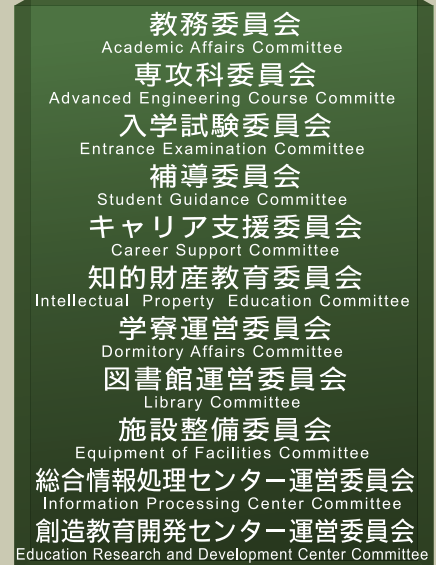 教務委員会
Academic Affairs Committee
専攻科委員会
Advanced Engineering Course Committe
入学試験委員会
Entrance Examination Committee
補導委員会
Student Guidance Committee
キャリア支援委員会
Career Support Committee
知的財産教育委員会
Intellectual Property Education Committee
学寮運営委員会
Dormitory Affairs Committee
図書館運営委員会
Library Committee
施設整備委員会
Equipment of Facilities Committee
総合情報処理センター運営委員会
Information Processing Center Committee
創造教育開発センター運営委員会
Education Research and Development Center Committee